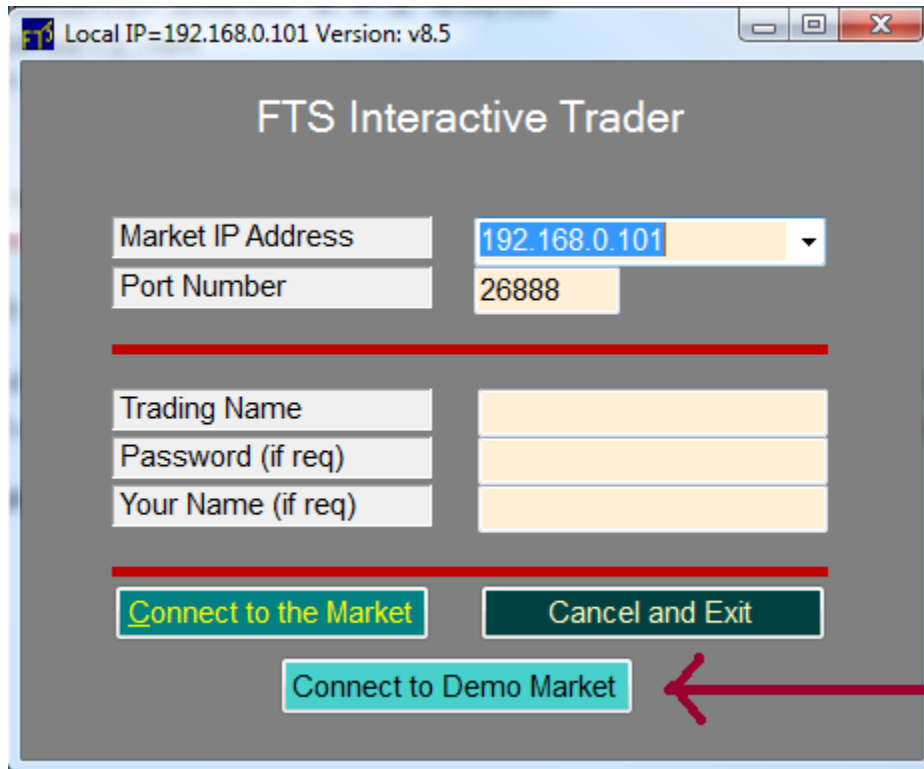 FTS Local IP=192.168.0.101 Version: v8.5
FTS Interactive Trader
Market IP Address 192.168.0.101
Port Number 26888
Trading Name
Password (if req)
Your Name (if req)
Connect to the Market Cancel and Exit
Connect to Demo Market